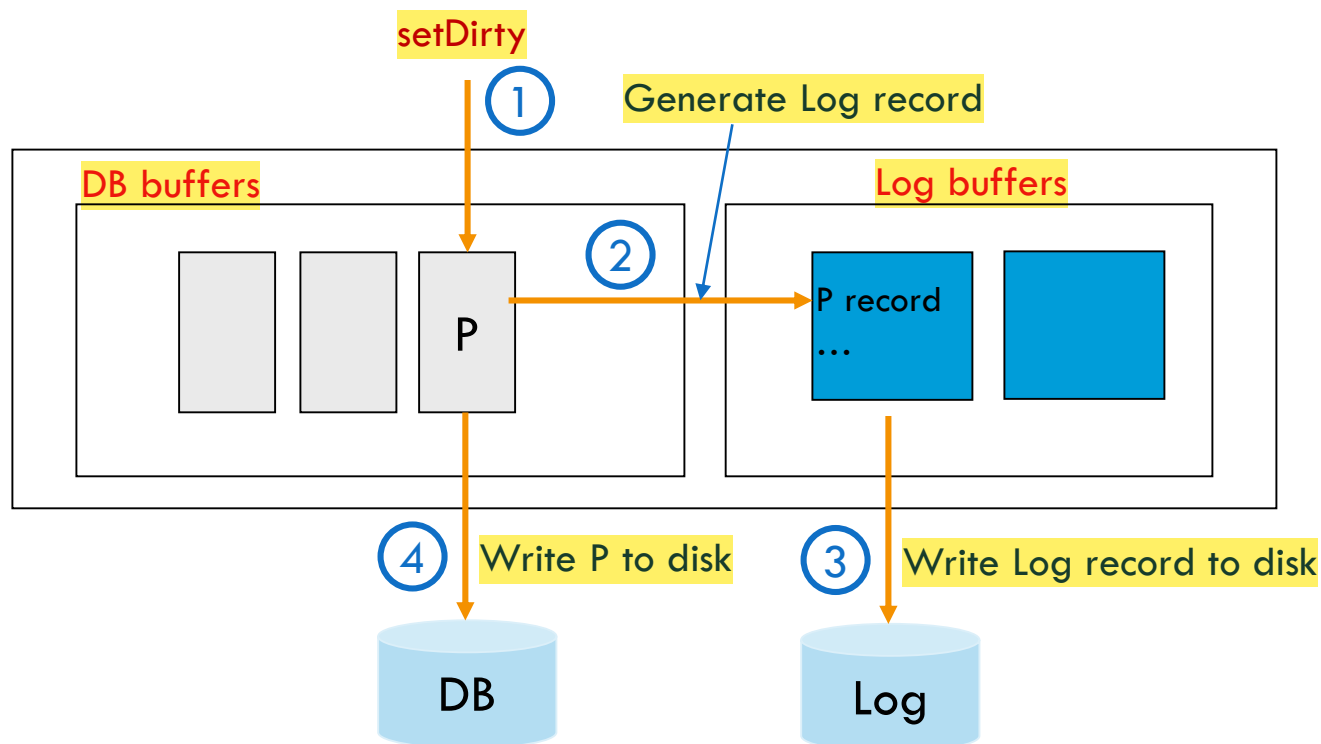 setDirty
1
Generate Log record
DB buffers
Log buffers
2
P
P record
...
4
Write P to disk
3
Write Log record to disk
DB
Log